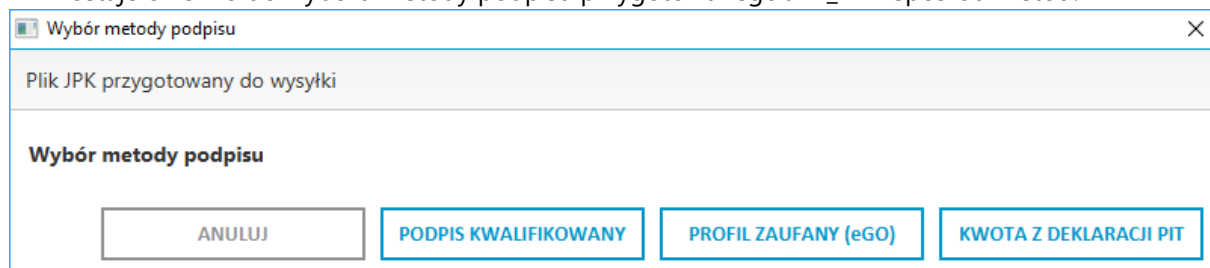 Wybór metody podpisu
Plik JPK przygotowany do wysyłki
Wybór metody podpisu
ANULUJ PODPIS KWALIFIKOWANY PROFIL ZAUFANY (eGO) KWOTA Z DEKLARACJI PIT